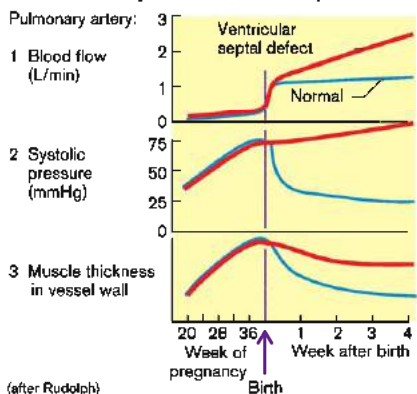 Pulmonary artery:
1 Blood flow
(L/min)
3
2
1
0
Ventricular
septal defect
Normal
2 Systolic
pressure
(mmHg)
75
50
25
0
3 Muscle thickness
in vessel wall
20 28 36 1 2 3 4
Week of
pregnancy
Week after birth
Birth
(after Rudolph)